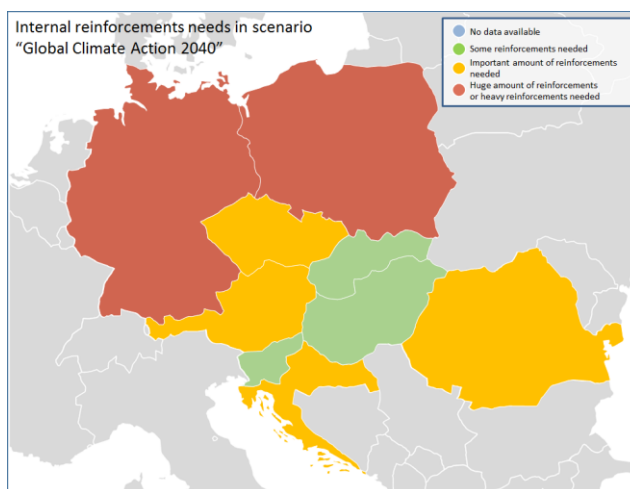 Internal reinforcements needs in scenario
“Global Climate Action 2040”
No data available
Some reinforcements needed
Important amount of reinforcements
needed
Huge amount of reinforcements
or heavy reinforcements needed